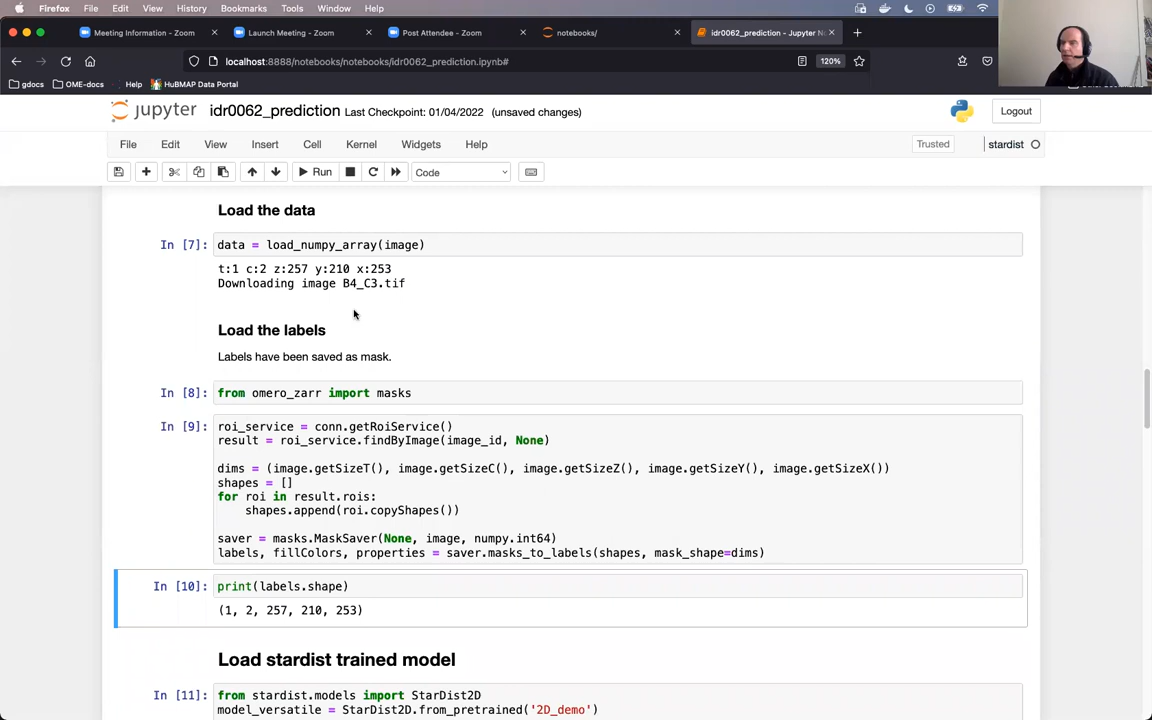 Firefox File Edit View History Bookmarks Tools Window Help
Meeting Information - Zoom × Launch Meeting - Zoom × Post Attendee - Zoom × notebooks/ × idr0062_prediction - Jupyter N × +
localhost:8888/notebooks/notebooks/idr0062_prediction.ipynb# 120%
gdocs OME-docs Help HuBMAP Data Portal
jupyter idr0062_prediction Last Checkpoint: 01/04/2022 (unsaved changes) Logout
File Edit View Insert Cell Kernel Widgets Help Trusted stardist
Run Code
Load the data
In [7]: data = load_numpy_array(image)
t:1 c:2 z:257 y:210 x:253
Downloading image B4_C3.tif
Load the labels
Labels have been saved as mask.
In [8]: from omero_zarr import masks
In [9]: roi_service = conn.getRoiService()
result = roi_service.findByImage(image_id, None)
dims = (image.getSizeT(), image.getSizeC(), image.getSizeZ(), image.getSizeY(), image.getSizeX())
shapes = []
for roi in result.rois:
    shapes.append(roi.copyShapes())
saver = masks.MaskSaver(None, image, numpy.int64)
labels, fillColors, properties = saver.masks_to_labels(shapes, mask_shape=dims)
In [10]: print(labels.shape)
(1, 2, 257, 210, 253)
Load stardist trained model
In [11]: from stardist.models import StarDist2D
model_versatile = StarDist2D.from_pretrained('2D_demo')